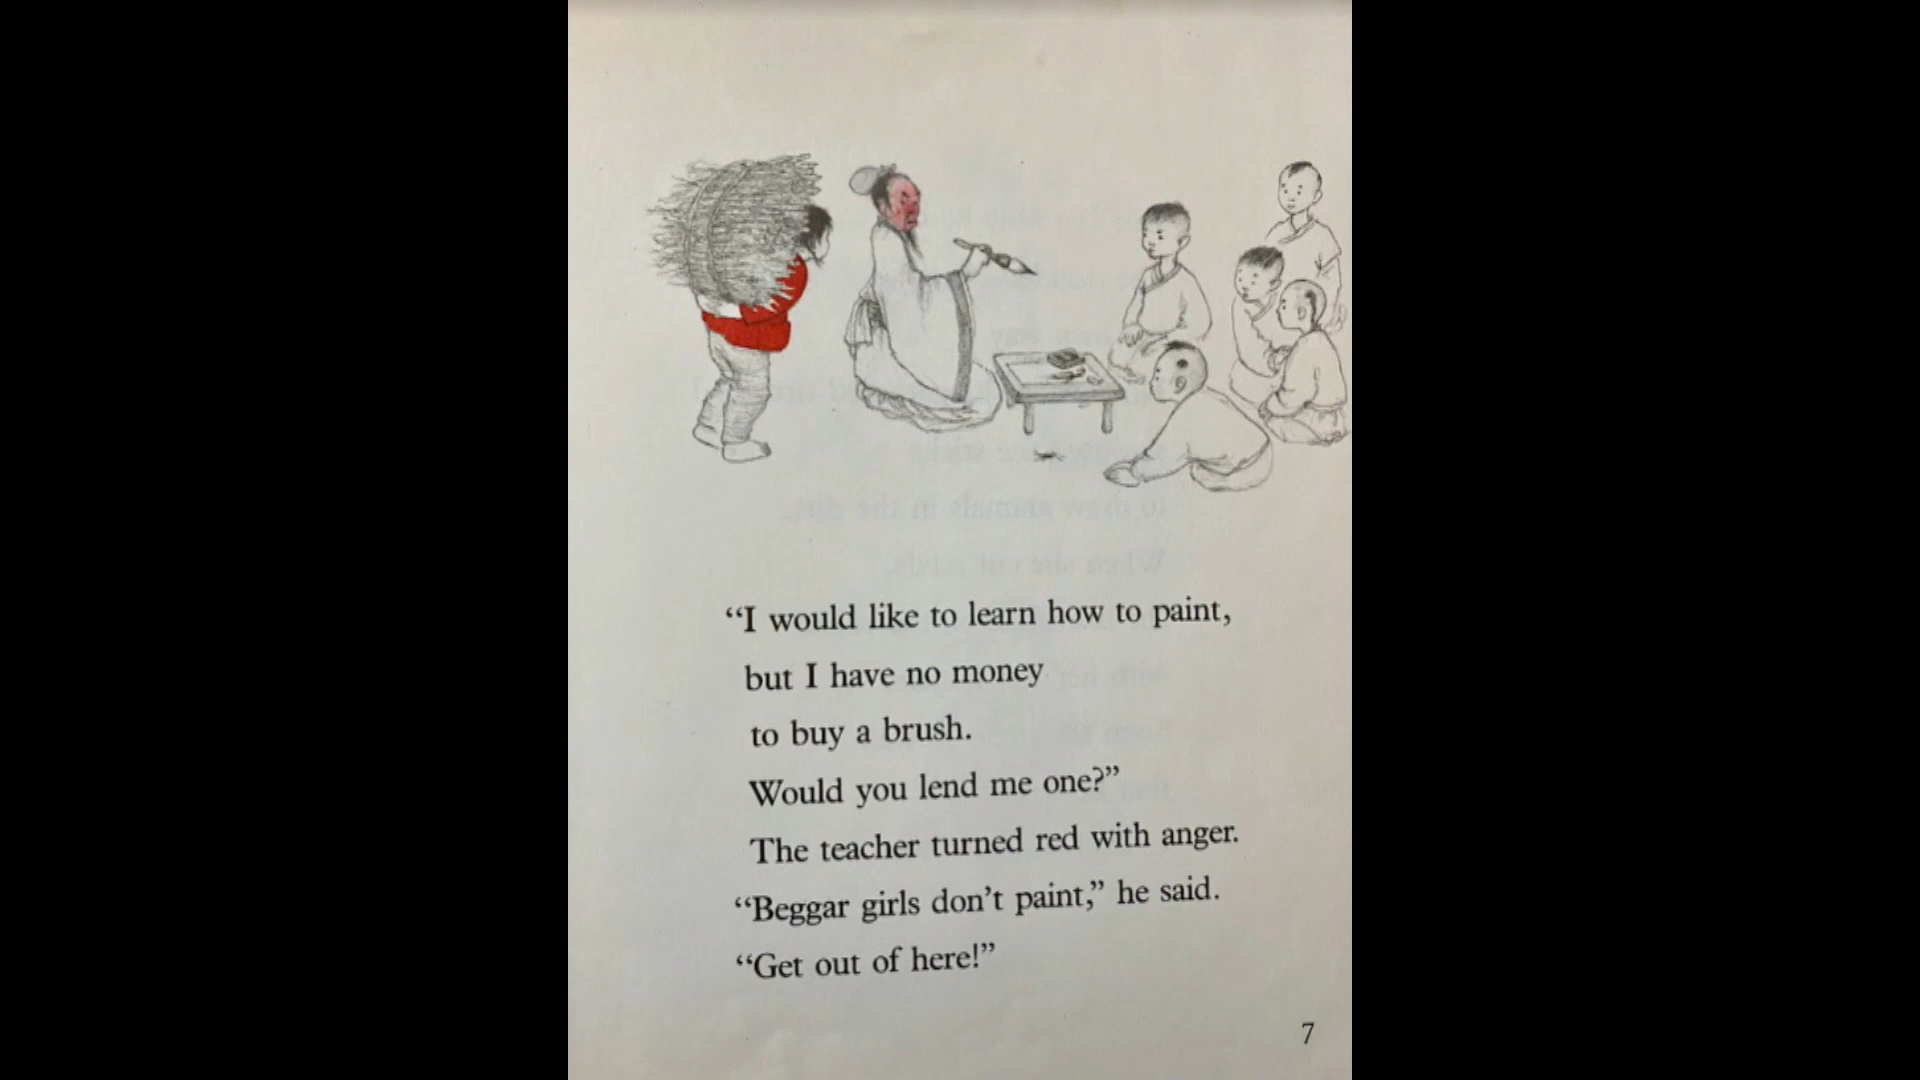 “I would like to learn how to paint,
but I have no money
to buy a brush.
Would you lend me one?”
The teacher turned red with anger.
“Beggar girls don’t paint,” he said.
“Get out of here!”
7